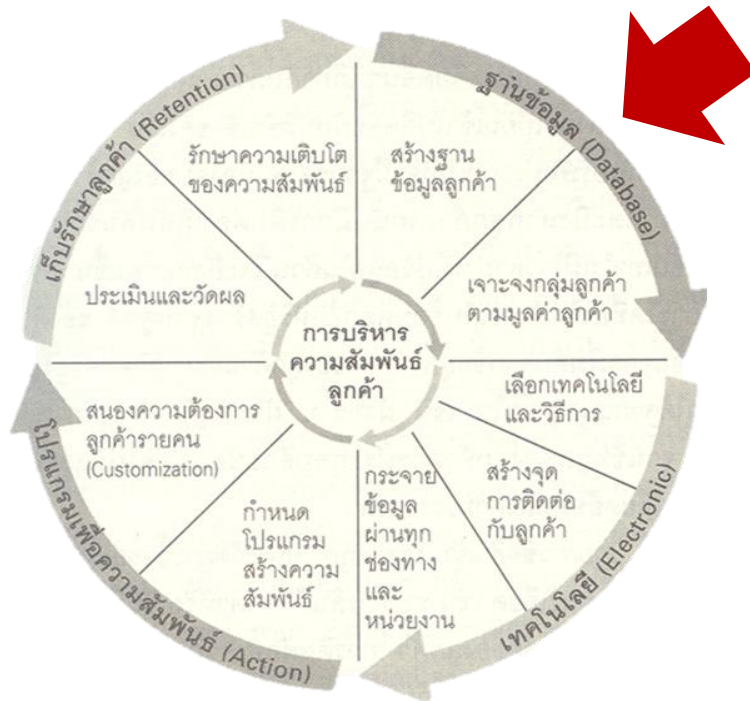 ฐานข้อมูล (Database)
สร้างฐาน
ข้อมูลลูกค้า
เจาะจงกลุ่มลูกค้า
ตามมูลค่าลูกค้า
เทคโนโลยี (Electronic)
เลือกเทคโนโลยี
และวิธีการ
สร้างจุด
การติดต่อ
กับลูกค้า
กระจาย
ข้อมูล
ผ่านทุก
ช่องทาง
และ
หน่วยงาน
โปรแกรมเพื่อความสัมพันธ์ (Action)
กำหนด
โปรแกรม
สร้างความ
สัมพันธ์
สนองความต้องการ
ลูกค้ารายคน
(Customization)
เก็บรักษาลูกค้า (Retention)
ประเมินและวัดผล
รักษาความเติบโต
ของความสัมพันธ์
การบริหาร
ความสัมพันธ์
ลูกค้า